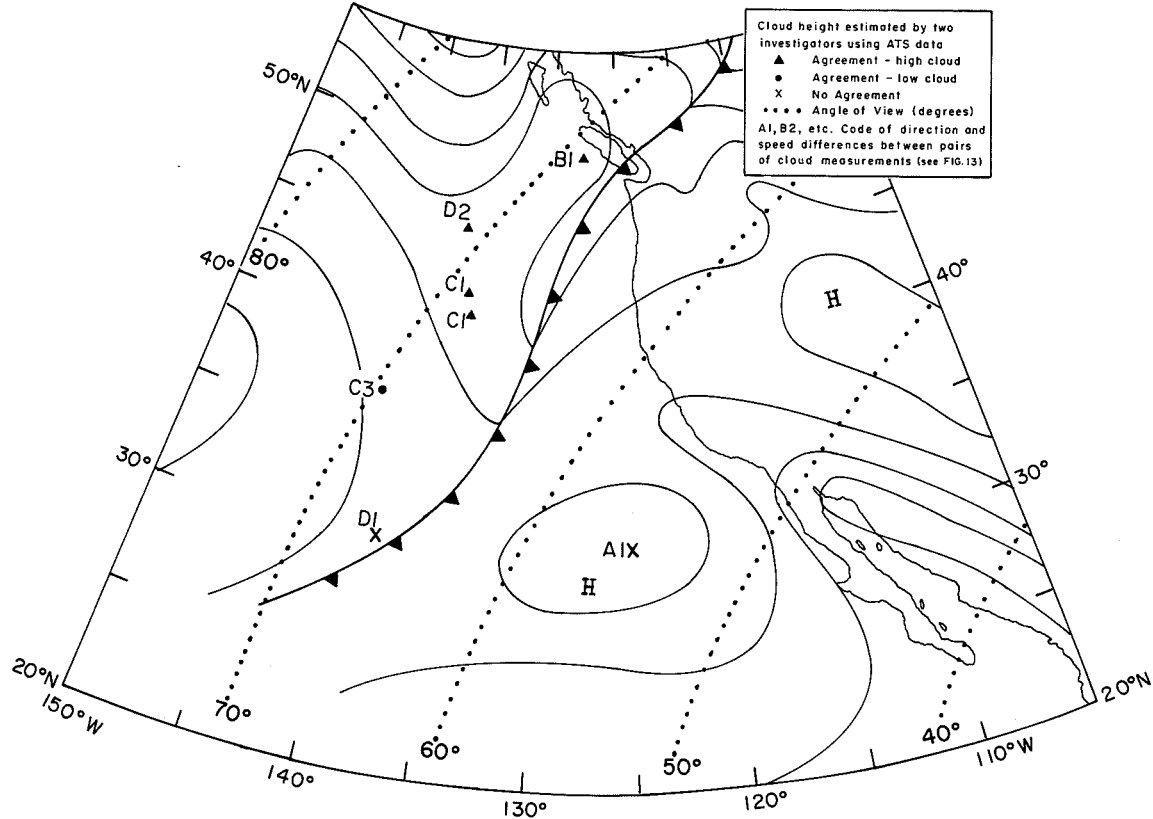 Cloud height estimated by two
investigators using ATS data
▲ Agreement - high cloud
● Agreement - low cloud
X No Agreement
•••• Angle of View (degrees)
A1, B2, etc. Code of direction and
speed differences between pairs
of cloud measurements (see FIG. 13)
50°N
B1
D2
40° 80°
40°
C1
H
C1
C3
30°
30°
D1
X
A1X
H
20°N
20°N
150°W
70°
60°
50°
40°
110°W
140°
130°
120°